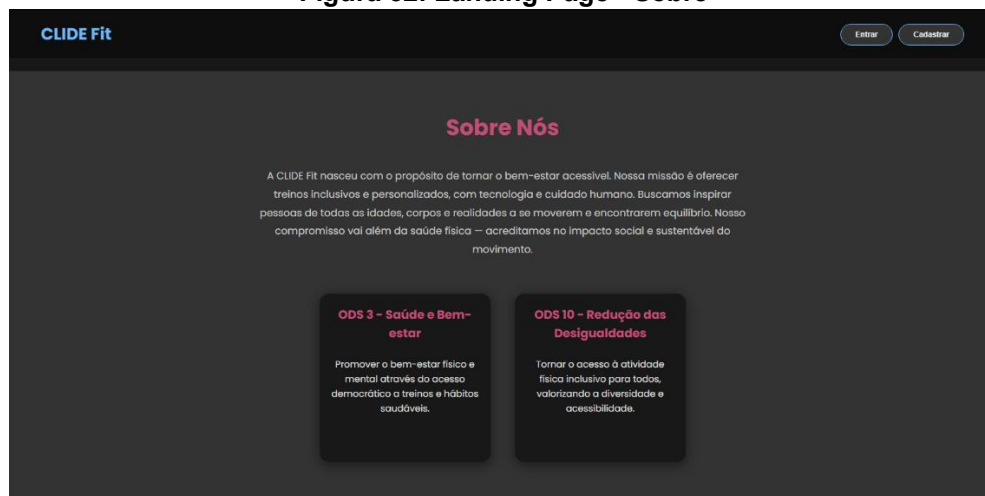 Figura 32: Landing Page - Sobre
CLIDE Fit
Entrar
Cadastrar
Sobre Nós
A CLIDE Fit nasceu com o propósito de tornar o bem-estar acessível. Nossa missão é oferecer
treinos inclusivos e personalizados, com tecnologia e cuidado humano. Buscamos inspirar
pessoas de todas as idades, corpos e realidades a se moverem e encontrarem equilíbrio. Nosso
compromisso vai além da saúde física — acreditamos no impacto social e sustentável do
movimento.
ODS 3 - Saúde e Bem-
estar
Promover o bem-estar físico e
mental através do acesso
democrático a treinos e hábitos
saudáveis.
ODS 10 - Redução das
Desigualdades
Tornar o acesso à atividade
física inclusivo para todos,
valorizando a diversidade e
acessibilidade.